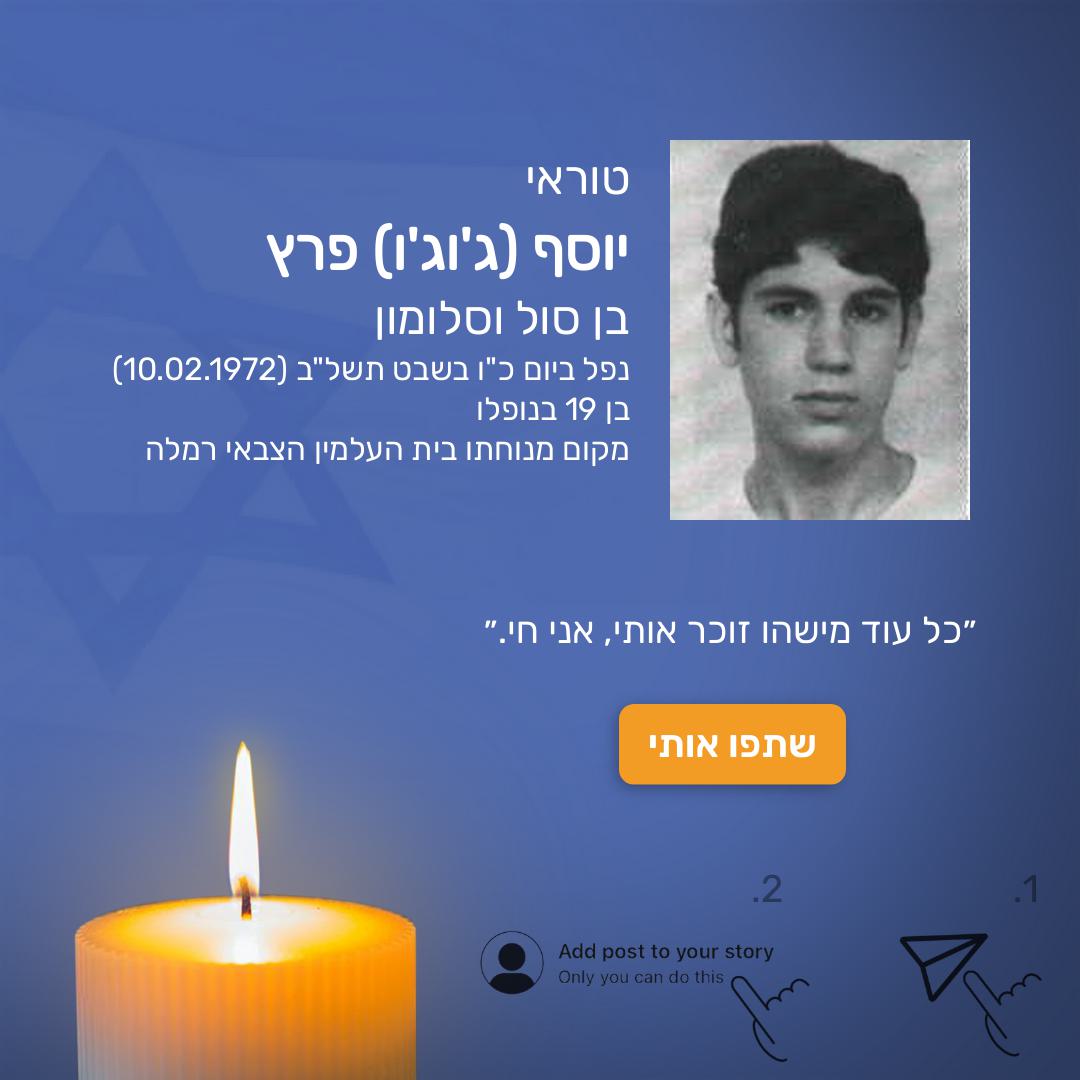 טוראי
יוסף (ג'וג'ו) פרץ
בן סול וסלומון
נפל ביום כ"ו בשבט תשל"ב (10.02.1972)
בן 19 בנופלו
מקום מנוחתו בית העלמין הצבאי רמלה
״כל עוד מישהו זוכר אותי, אני חי.״
שתפו אותי
1.
2.
Add post to your story
Only you can do this